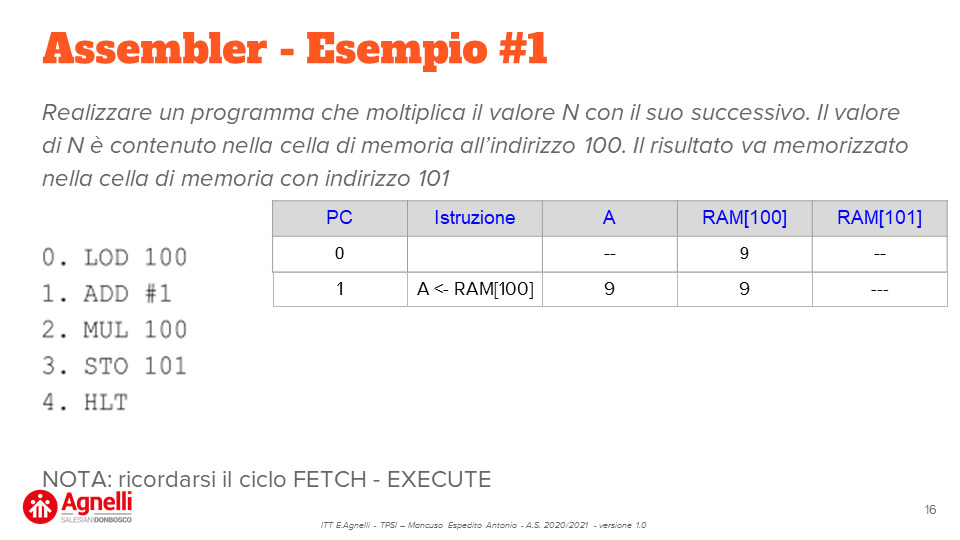 Assembler - Esempio #1
Realizzare un programma che moltiplica il valore N con il suo successivo. Il valore
di N è contenuto nella cella di memoria all’indirizzo 100. Il risultato va memorizzato
nella cella di memoria con indirizzo 101
PC Istruzione A RAM[100] RAM[101]
0 -- 9 --
1 A <- RAM[100] 9 9 ---
0. LOD 100
1. ADD #1
2. MUL 100
3. STO 101
4. HLT
NOTA: ricordarsi il ciclo FETCH - EXECUTE
Agnelli
SALESIANI DONBOSCO
ITT E.Agnelli - TPSI – Mancuso Espedito Antonio - A.S. 2020/2021 - versione 1.0
16